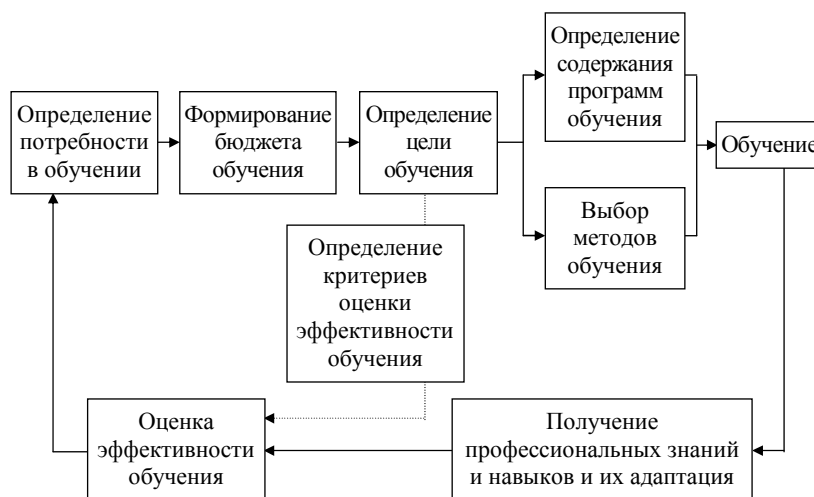 Определение
потребности
в обучении
Формирование
бюджета
обучения
Определение
цели
обучения
Определение
содержания
программ
обучения
Выбор
методов
обучения
Обучение
Определение
критериев
оценки
эффективности
обучения
Получение
профессиональных знаний
и навыков и их адаптация
Оценка
эффективности
обучения